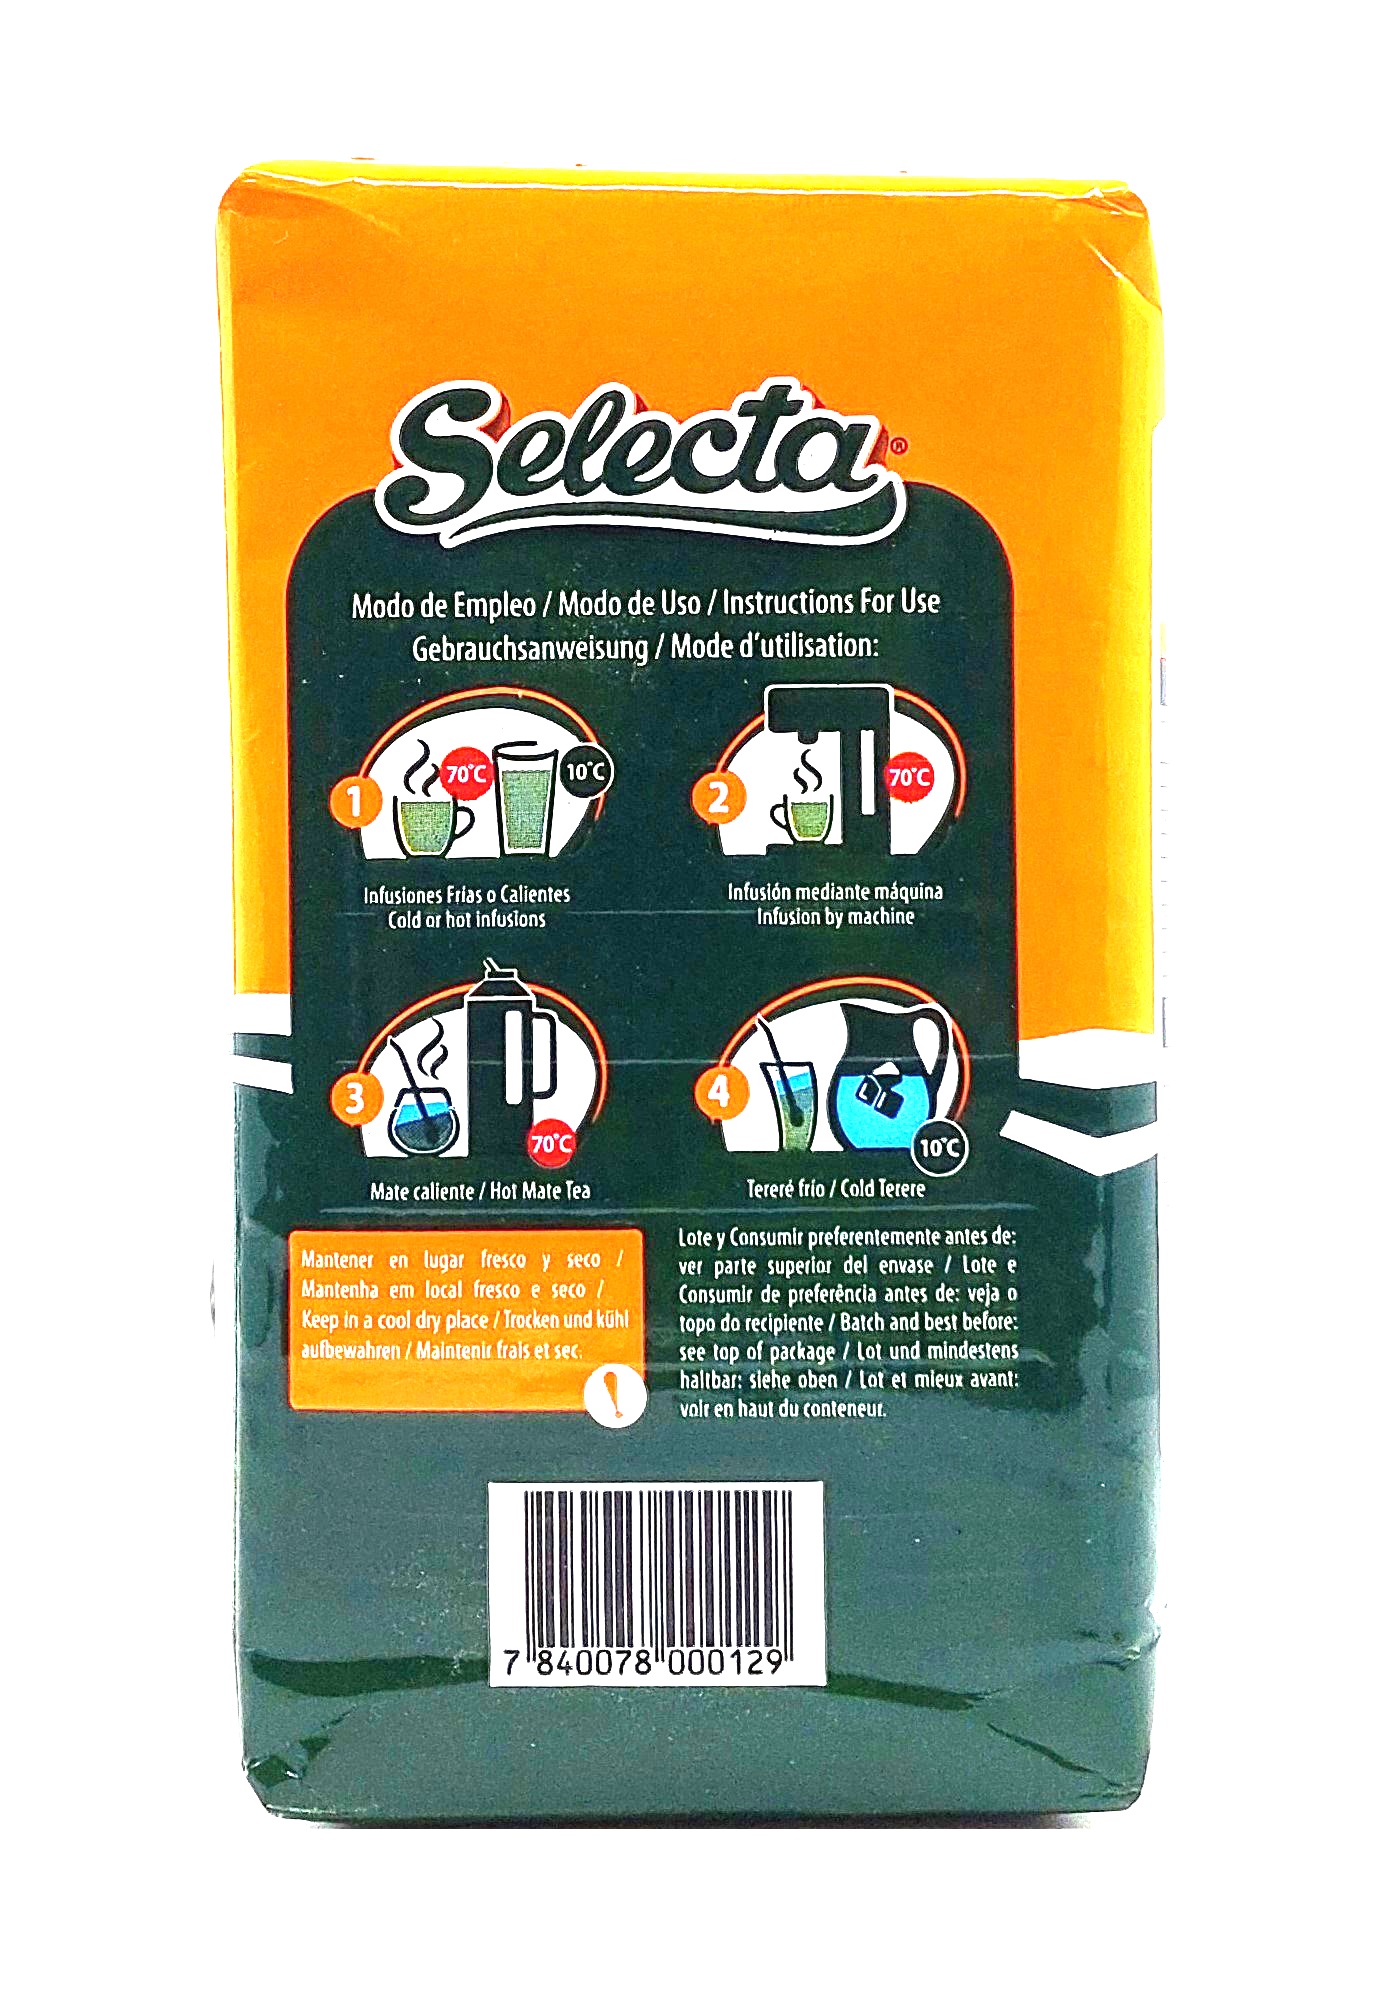 Selecta®
Modo de Empleo / Modo de Uso / Instructions For Use
Gebrauchsanweisung / Mode d'utilisation:
1
70°C
10°C
Infusiones Frías o Calientes
Cold or hot infusions
2
70°C
Infusión mediante máquina
Infusion by machine
3
70°C
Mate caliente / Hot Mate Tea
4
10°C
Tereré frío / Cold Terere
Mantener en lugar fresco y seco /
Mantenha em local fresco e seco /
Keep in a cool dry place / Trocken und kühl
aufbewahren / Maintenir frais et sec.
!
Lote y Consumir preferentemente antes de:
ver parte superior del envase / Lote e
Consumir de preferência antes de: veja o
topo do recipiente / Batch and best before:
see top of package / Lot und mindestens
haltbar: siehe oben / Lot et mieux avant:
voir en haut du conteneur.
7 840078 000129